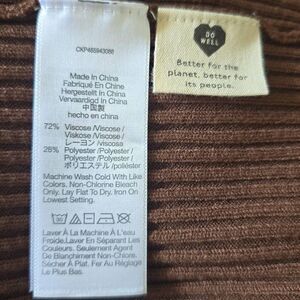 CKP485943088
Made In China
Fabriqué En Chine
Hergestellt In China
Vervaardigd In China
中国製
hecho en china
72% Viscose /Viscose /
Viskose /Viscose /
レーヨン /viscosa
28% Polyester /Polyester /
Polyester /Polyester /
ポリエステル /poliéster
Machine Wash Cold With Like
Colors. Non-Chlorine Bleach
Only. Lay Flat To Dry. Iron On
Lowest Setting.
Laver À La Machine À L'eau
Froide.Laver En Séparant Les
Couleurs. Seulement Agent
De Blanchiment Non-Chloré.
Sécher À Plat. Fer Au Réglage
Le Plus Bas.
DO
WELL
Better for the
planet, better for
its people.